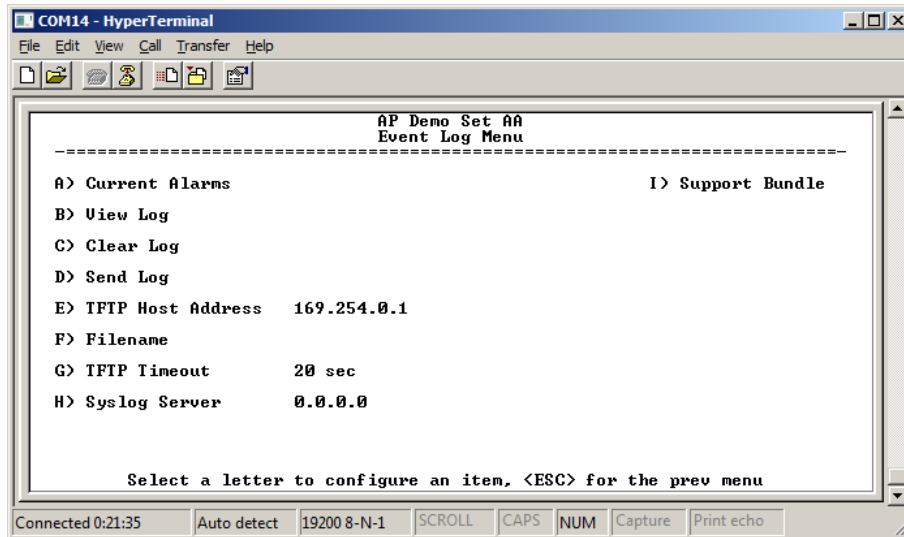 COM14 - HyperTerminal
File Edit View Call Transfer Help
AP Demo Set AA
Event Log Menu
-==============================================================================-
A) Current Alarms I) Support Bundle
B) View Log
C) Clear Log
D) Send Log
E) TFTP Host Address 169.254.0.1
F) Filename
G) TFTP Timeout 20 sec
H) Syslog Server 0.0.0.0
Select a letter to configure an item, <ESC> for the prev menu
Connected 0:21:35 Auto detect 19200 8-N-1 SCROLL CAPS NUM Capture Print echo